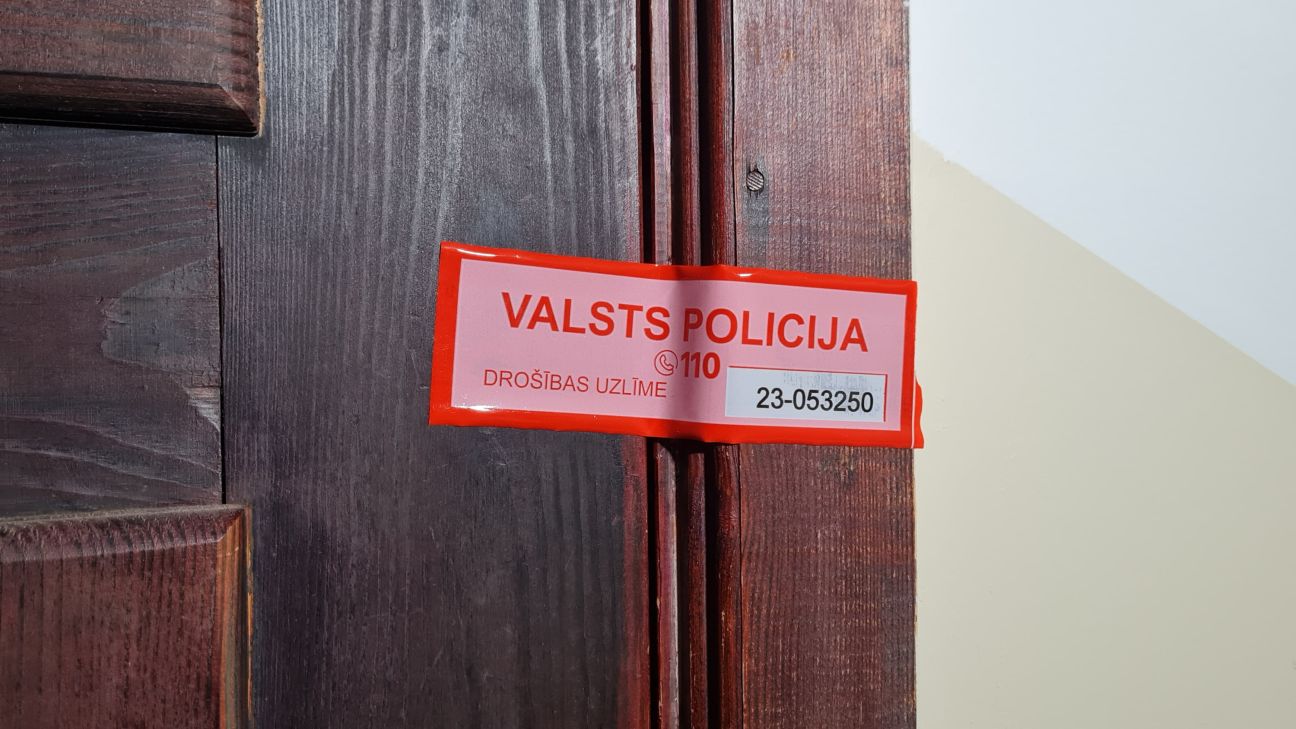 VALSTS POLICIJA
110
DROŠĪBAS UZLĪME
23-053250